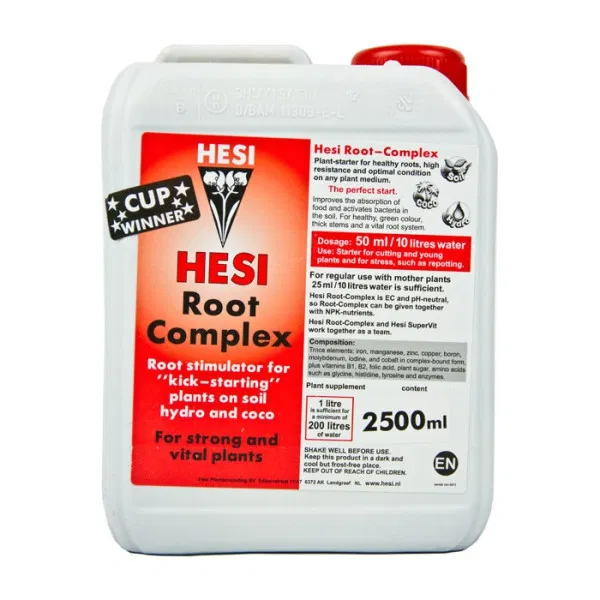 HESI
CUP
WINNER
HESI
Root
Complex
Root stimulator for
"kick-starting"
plants on soil
hydro and coco
For strong and
vital plants
Hesi Root-Complex
Plant-starter for healthy roots, high
resistance and optimal condition
on any plant medium.
The perfect start.
Soil
Coco
Hydro
Improves the absorption of
food and activates bacteria in
the soil. For healthy, green colour,
thick stems and a vital root system.
Dosage: 50 ml/10 litres water
Use: Starter for cutting and young
plants and for stress, such as repotting.
For regular use with mother plants
25 ml/10 litres water is sufficient.
Hesi Root-Complex is EC and pH-neutral,
so Root-Complex can be given together
with NPK-nutrients.
Hesi Root-Complex and Hesi SuperVit
work together as a team.
Composition:
Trace elements: iron, manganese, zinc, copper, boron,
molybdenum, iodine, and cobalt in complex-bound form,
plus vitamins B1, B2, folic acid, plant sugar, amino acids
such as glycine, histidine, tyrosine and enzymes.
Plant supplement content
1 litre
is sufficient for
a minimum of
200 litres
of water
2500ml
SHAKE WELL BEFORE USE.
Keep this product in a dark and
cool but frost-free place.
KEEP OUT OF REACH OF CHILDREN.
EN
6372 AK Landgraaf NL www.hesi.nl